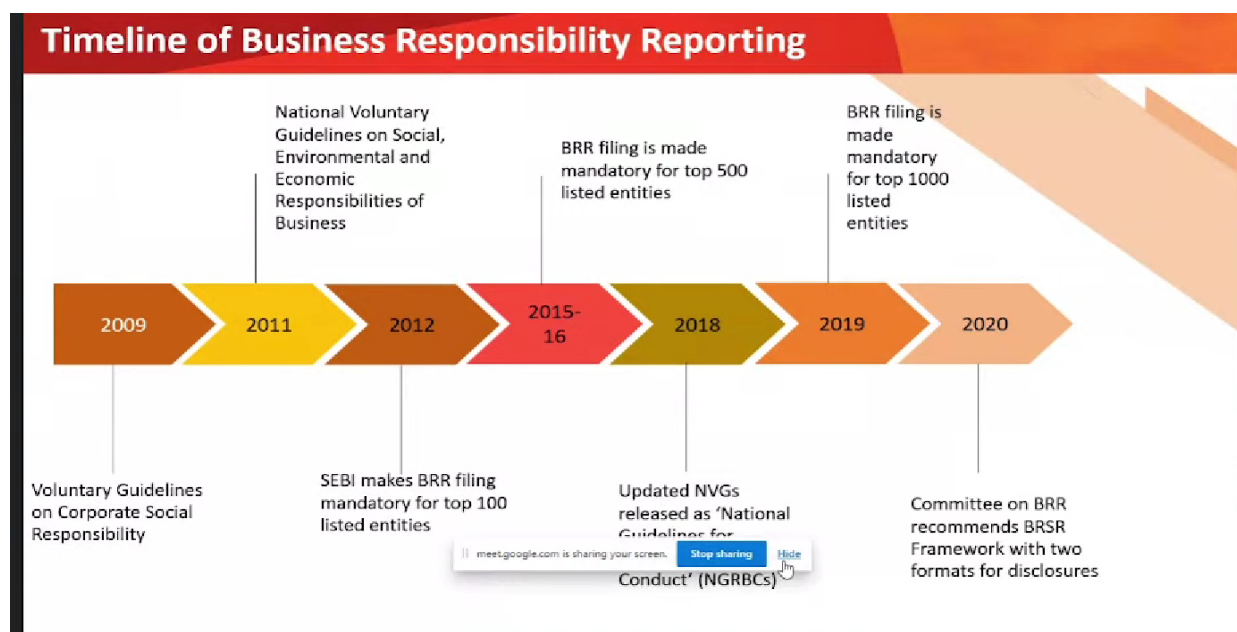 Timeline of Business Responsibility Reporting
National Voluntary
Guidelines on Social,
Environmental and
Economic
Responsibilities of
Business
BRR filing is made
mandatory for top 500
listed entities
BRR filing is
made
mandatory
for top 1000
listed
entities
2009
2011
2012
2015-
16
2018
2019
2020
Voluntary Guidelines
on Corporate Social
Responsibility
SEBI makes BRR filing
mandatory for top 100
listed entities
Updated NVGs
released as ‘National
Guidelines for
Conduct’ (NGRBCs)
Committee on BRR
recommends BRSR
Framework with two
formats for disclosures
meet.google.com is sharing your screen.
Stop sharing
Hide